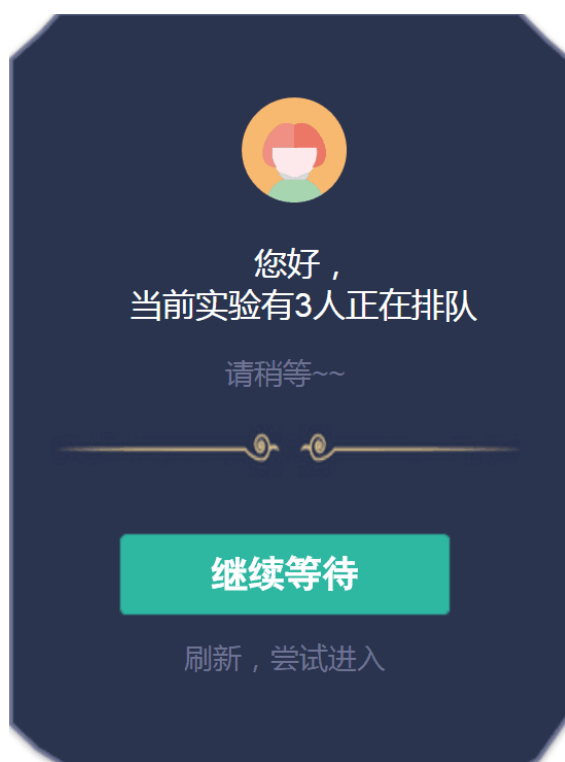 您好，
当前实验有3人正在排队
请稍等~~
继续等待
刷新，尝试进入